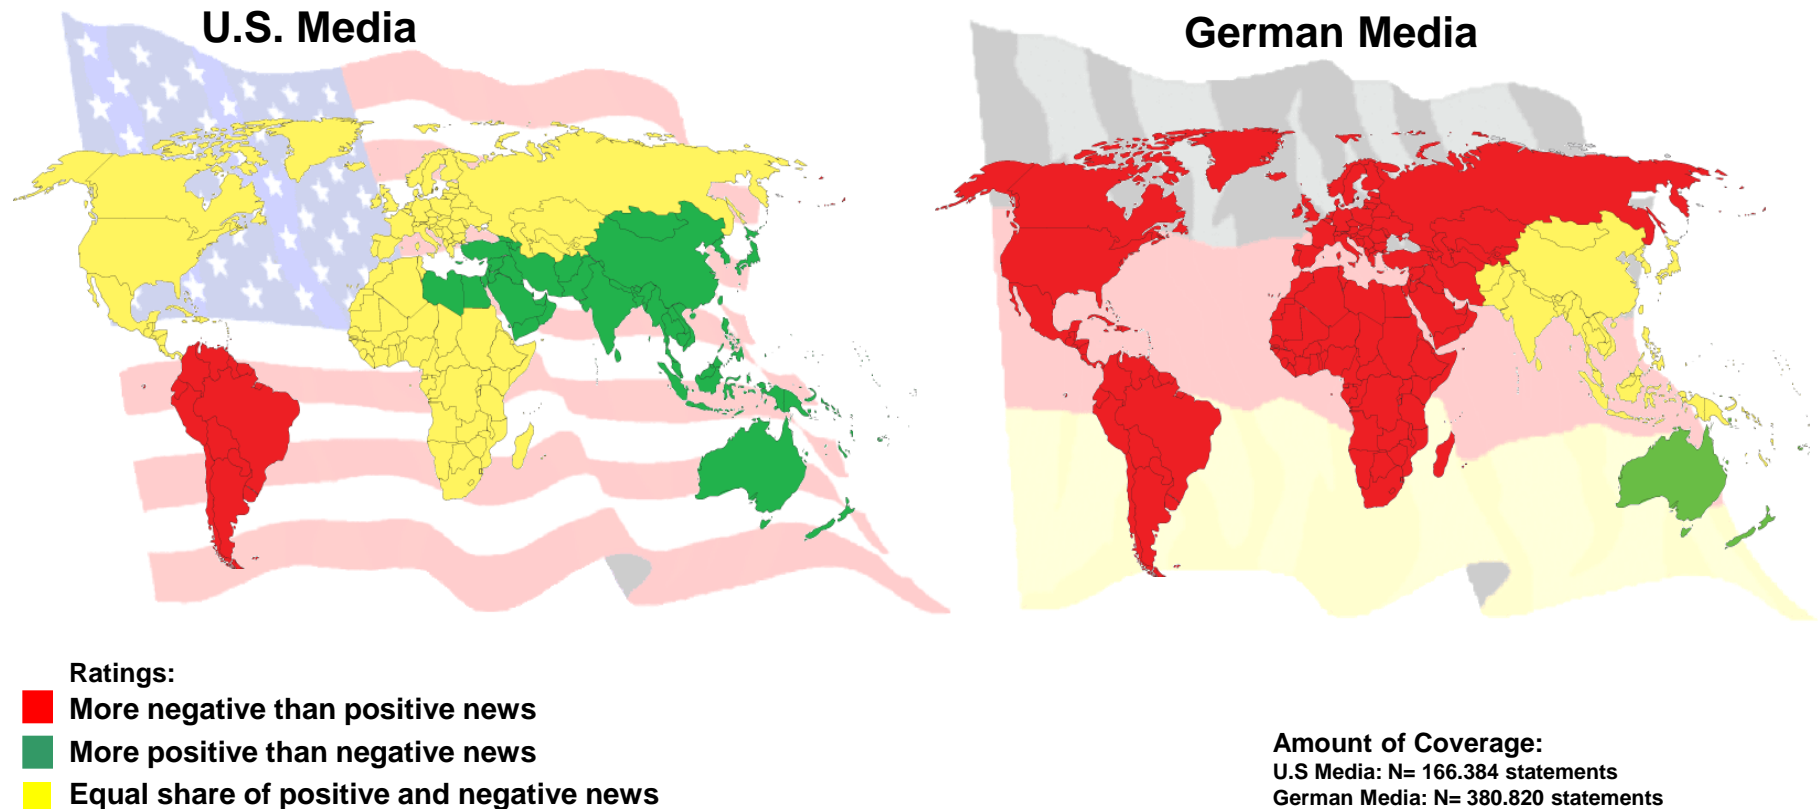 U.S. Media
German Media
Ratings:
More negative than positive news
More positive than negative news
Equal share of positive and negative news
Amount of Coverage:
U.S Media: N= 166.384 statements
German Media: N= 380.820 statements